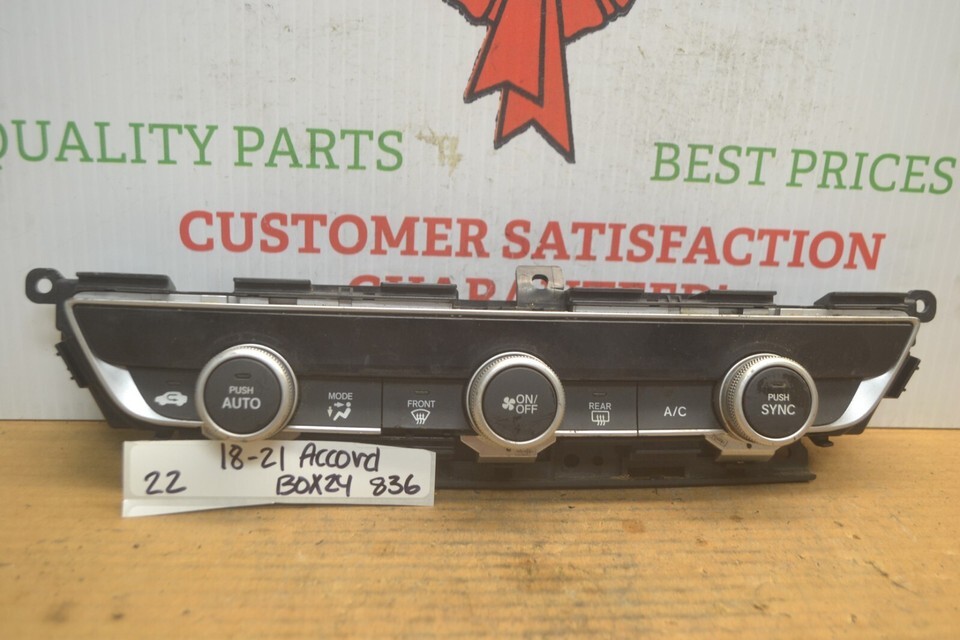 QUALITY PARTS
BEST PRICES
CUSTOMER SATISFACTION
PUSH
AUTO
MODE
FRONT
ON/
OFF
REAR
A/C
PUSH
SYNC
18-21 Accord
22 BOX24 836